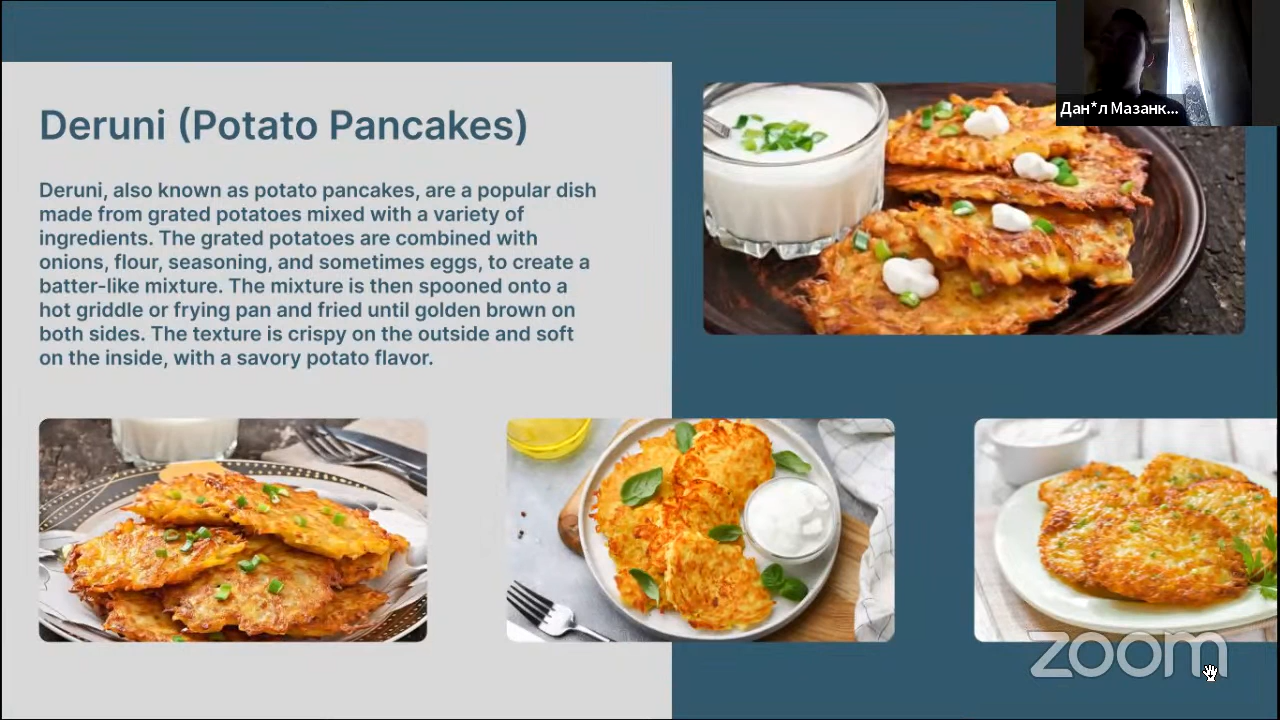 Deruni (Potato Pancakes)
Deruni, also known as potato pancakes, are a popular dish
made from grated potatoes mixed with a variety of
ingredients. The grated potatoes are combined with
onions, flour, seasoning, and sometimes eggs, to create a
batter-like mixture. The mixture is then spooned onto a
hot griddle or frying pan and fried until golden brown on
both sides. The texture is crispy on the outside and soft
on the inside, with a savory potato flavor.
Дан*л Мазанк...
zoom